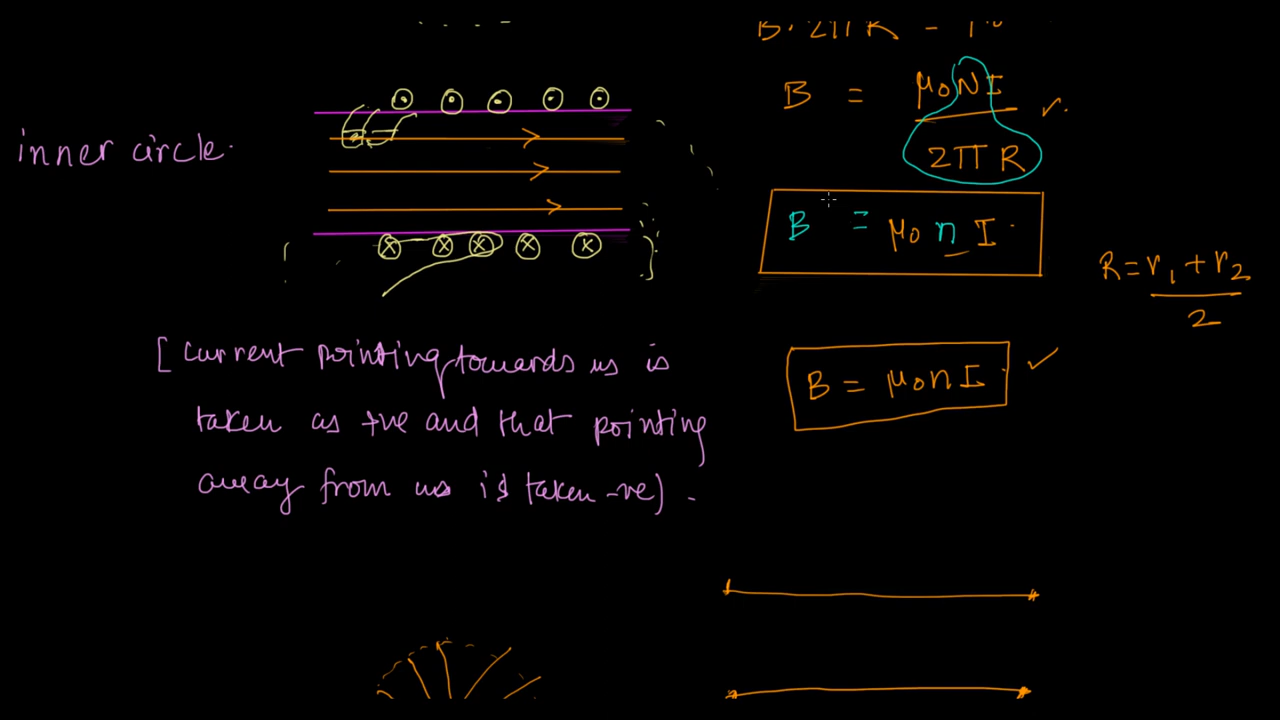 B =
μ₀NI
2πR
inner circle.
B = μ₀ n I
R = r₁ + r₂
2
B = μ₀nI
[current pointing towards us is
taken as +ve and that pointing
away from us is taken -ve)